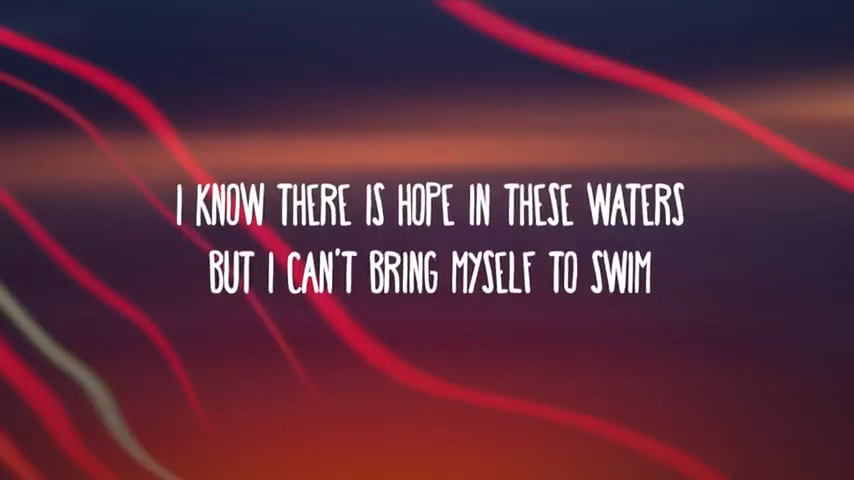 I KNOW THERE IS HOPE IN THESE WATERS
BUT I CAN'T BRING MYSELF TO SWIM